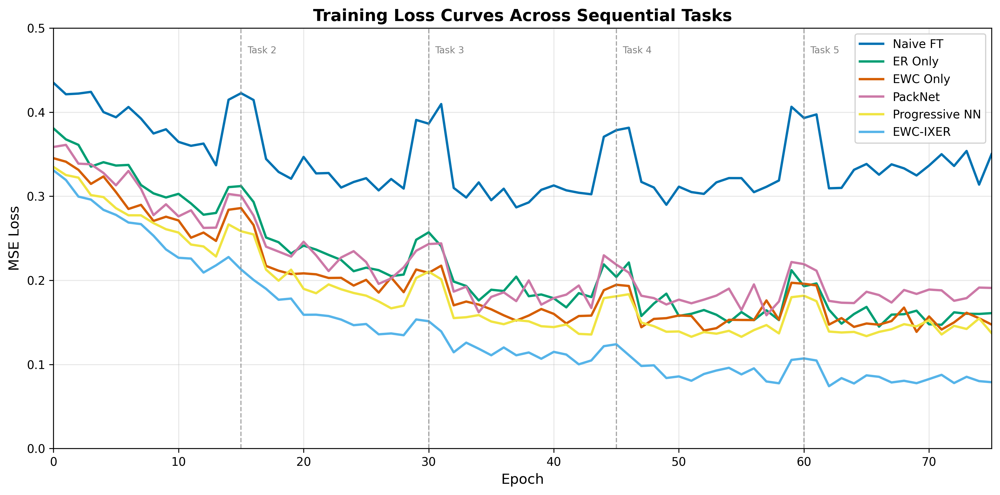 Training Loss Curves Across Sequential Tasks
0.5
0.4
0.3
0.2
0.1
0.0
MSE Loss
Task 2
Task 3
Task 4
Task 5
Naive FT
ER Only
EWC Only
PackNet
Progressive NN
EWC-IXER
0 10 20 30 40 50 60 70
Epoch